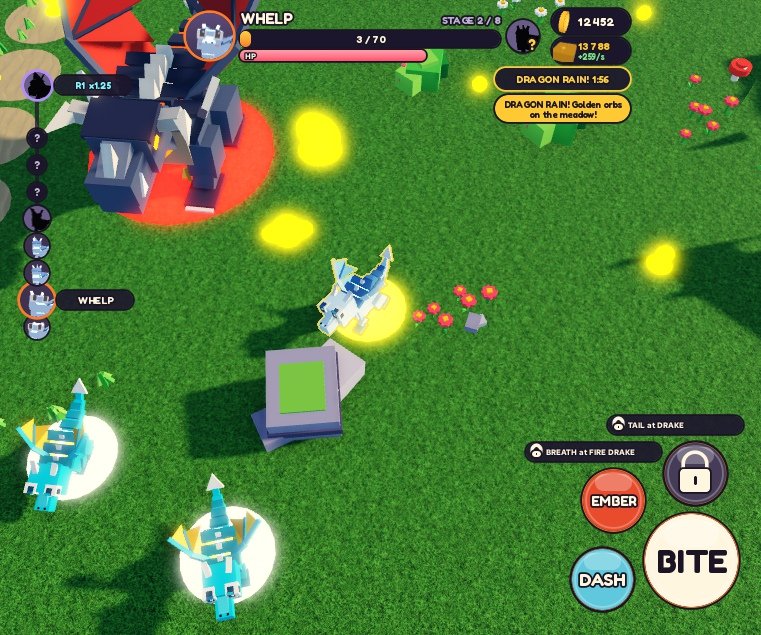 WHELP
STAGE 2 / 8
3 / 70
HP
12 452
13 788
+259/s
DRAGON RAIN! 1:56
DRAGON RAIN! Golden orbs
on the meadow!
R1 x1.25
?
?
?
?
WHELP
TAIL at DRAKE
BREATH at FIRE DRAKE
EMBER
BITE
DASH